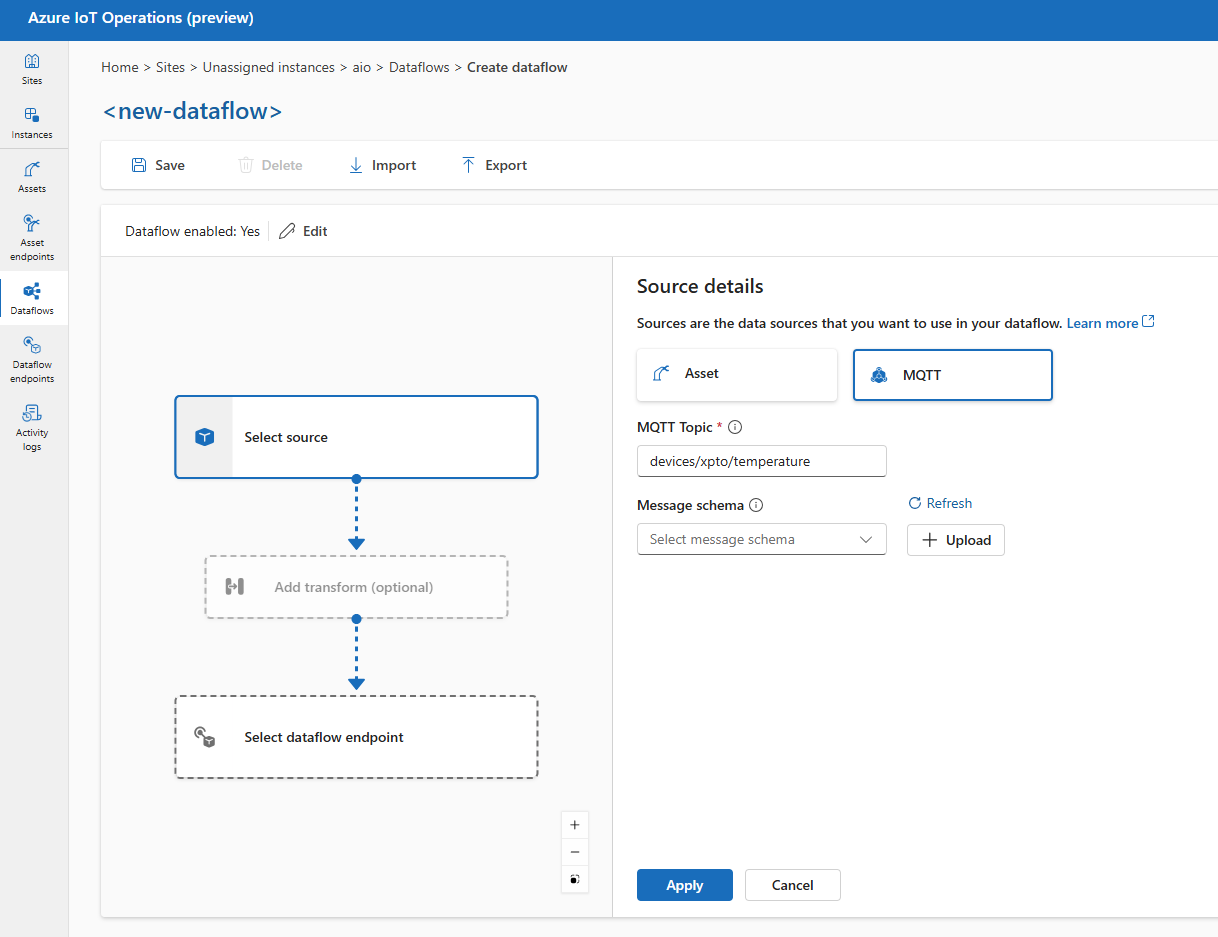 Azure IoT Operations (preview)
Sites
Instances
Assets
Asset
endpoints
Dataflows
Dataflow
endpoints
Activity
logs
Home > Sites > Unassigned instances > aio > Dataflows > Create dataflow
<new-dataflow>
Save Delete Import Export
Dataflow enabled: Yes Edit
Select source
Add transform (optional)
Select dataflow endpoint
Source details
Sources are the data sources that you want to use in your dataflow. Learn more
Asset MQTT
MQTT Topic *
devices/xpto/temperature
Message schema Refresh
Select message schema Upload
Apply Cancel